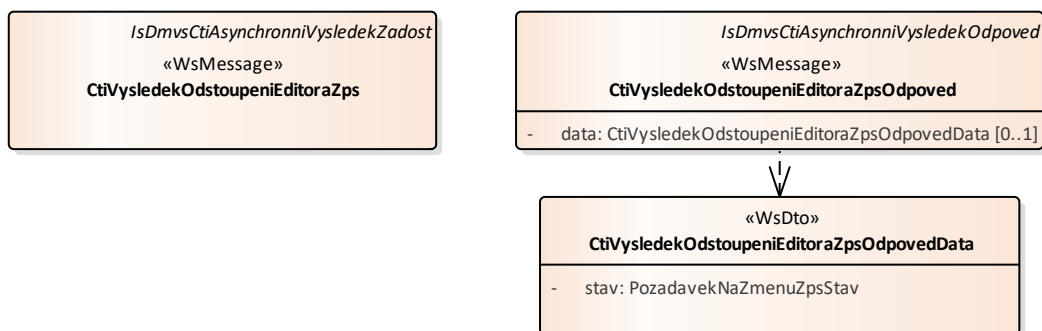 IsDmvsCtiAsynchronniVysledekZadost
«WsMessage»
CtiVysledekOdstoupeniEditoraZps
IsDmvsCtiAsynchronniVysledekOdpoved
«WsMessage»
CtiVysledekOdstoupeniEditoraZpsOdpoved
- data: CtiVysledekOdstoupeniEditoraZpsOdpovedData [0..1]
«WsDto»
CtiVysledekOdstoupeniEditoraZpsOdpovedData
- stav: PozadavekNaZmenuZpsStav